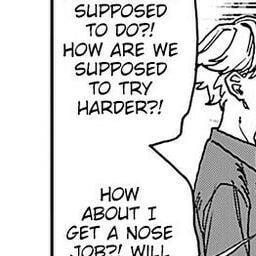 SUPPOSED
TO DO?!
HOW ARE WE
SUPPOSED
TO TRY
HARDER?!
HOW
ABOUT I
GET A NOSE
JOB?! WILL